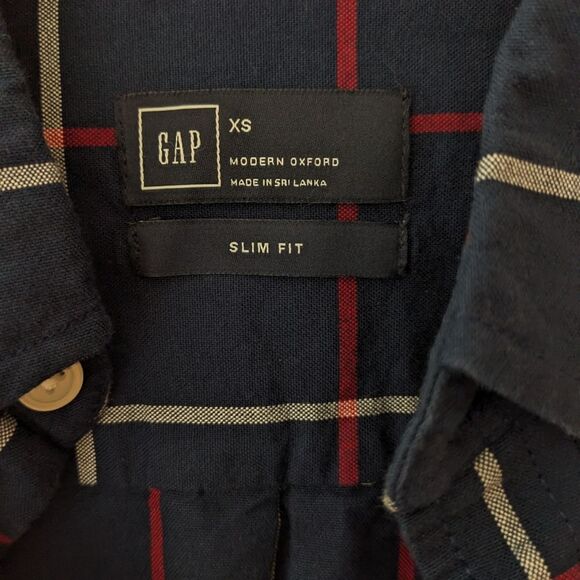 GAP
XS
MODERN OXFORD
MADE IN SRI LANKA
SLIM FIT